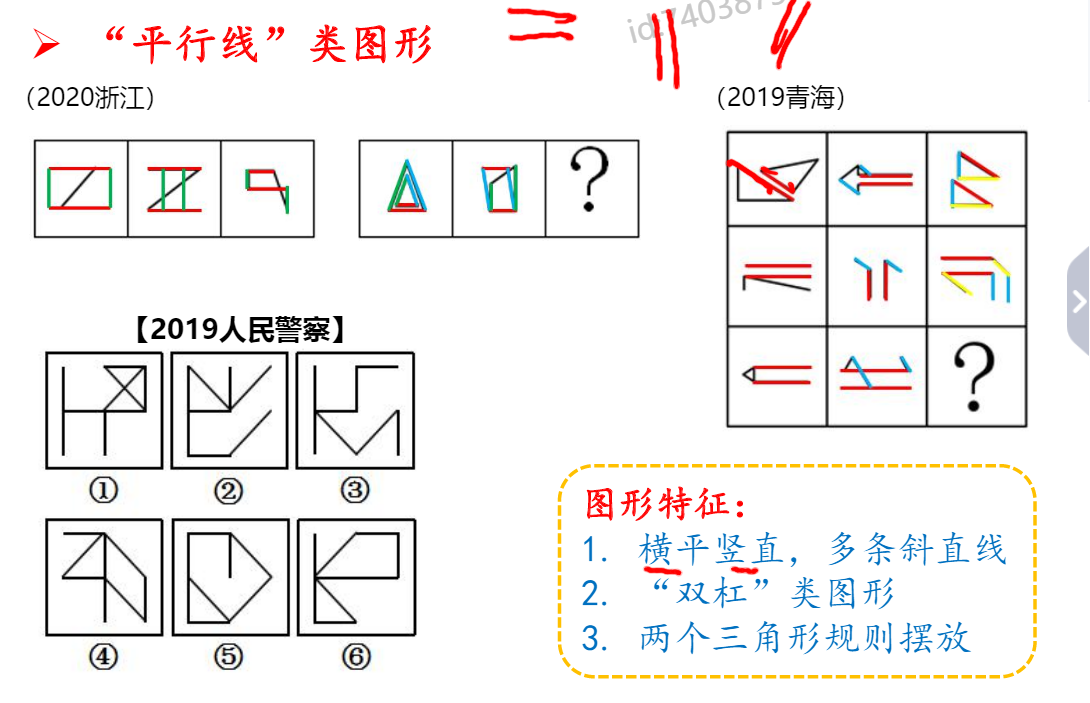 ➢ “平行线”类图形
id:740387
（2020浙江）
（2019青海）
?
【2019人民警察】
① ② ③
?
④ ⑤ ⑥
图形特征：
1. 横平竖直，多条斜直线
2. “双杠”类图形
3. 两个三角形规则摆放